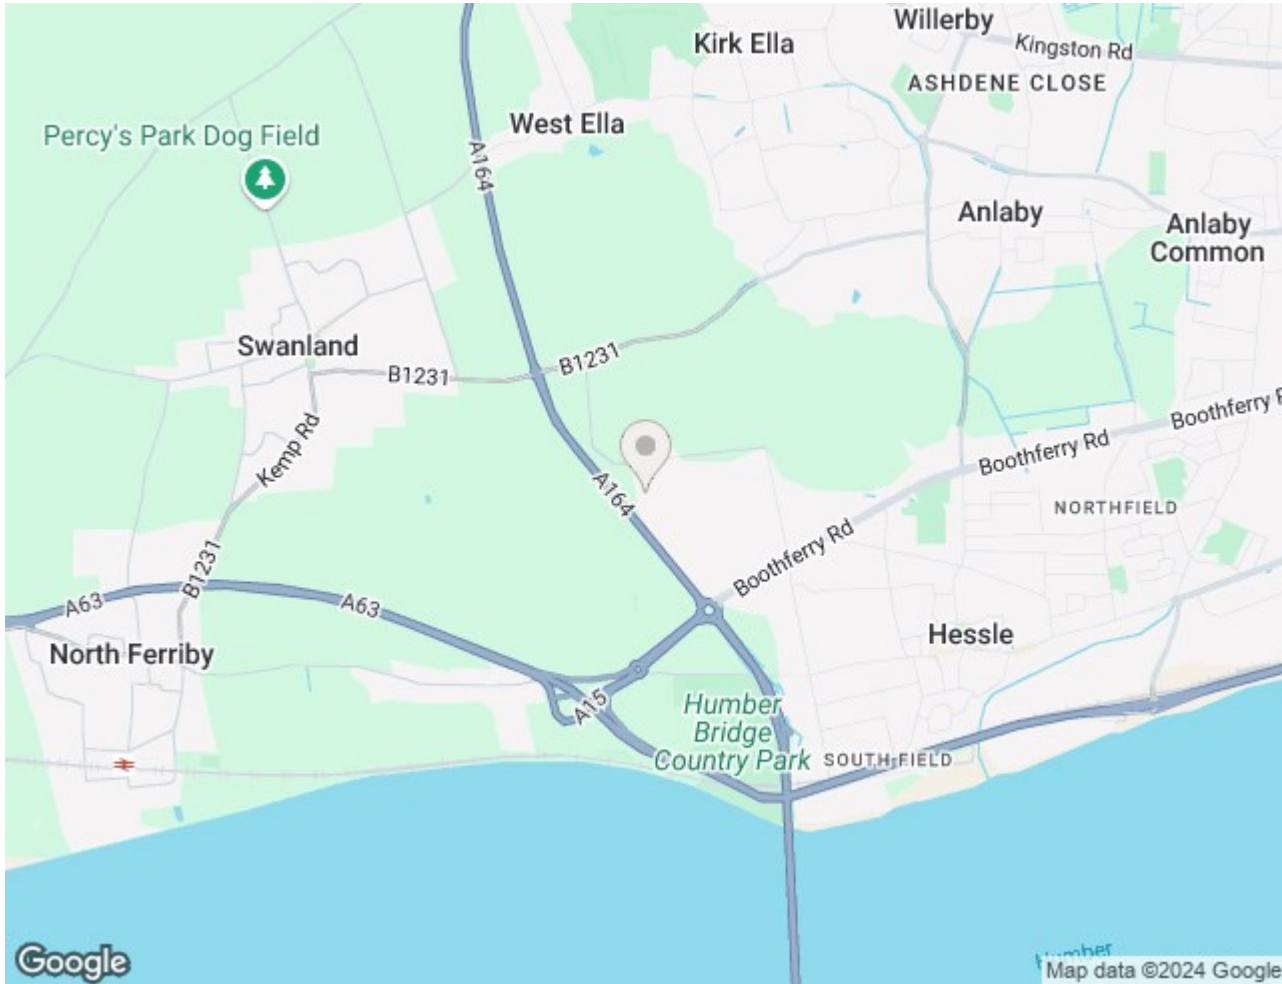 Willerby
Kirk Ella
Kingston Rd
ASHDENE CLOSE
West Ella
Percy's Park Dog Field
A164
Anlaby
Anlaby
Common
Swanland
B1231
B1231
Kemp Rd
Boothferry R
Boothferry Rd
A164
NORTHFIELD
Boothferry Rd
B1231
A63
A63
Hessle
North Ferriby
A15
Humber
Bridge
Country Park
SOUTH FIELD
Humber
Google
Map data ©2024 Google